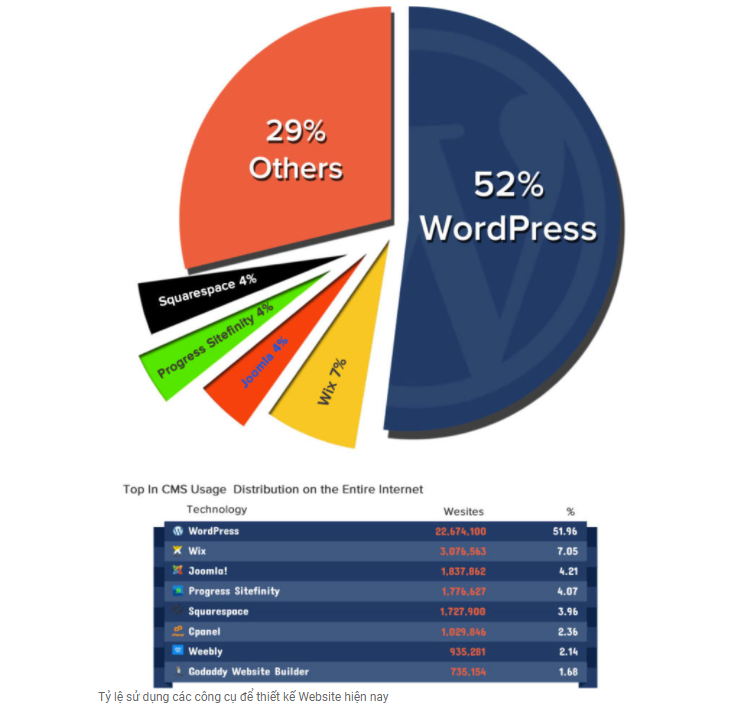 29%
Others
52%
WordPress
Squarespace 4%
Progress Sitefinity 4%
Joomla 4%
Wix 7%
Top In CMS Usage Distribution on the Entire Internet
Technology Wesites %
WordPress 22,674,100 51.96
Wix 3,076,563 7.05
Joomla! 1,837,862 4.21
Progress Sitefinity 1,776,627 4.07
Squarespace 1,727,900 3.96
Cpanel 1,029,846 2.36
Weebly 935,281 2.14
Godaddy Website Builder 735,154 1.68
Tỷ lệ sử dụng các công cụ để thiết kế Website hiện nay